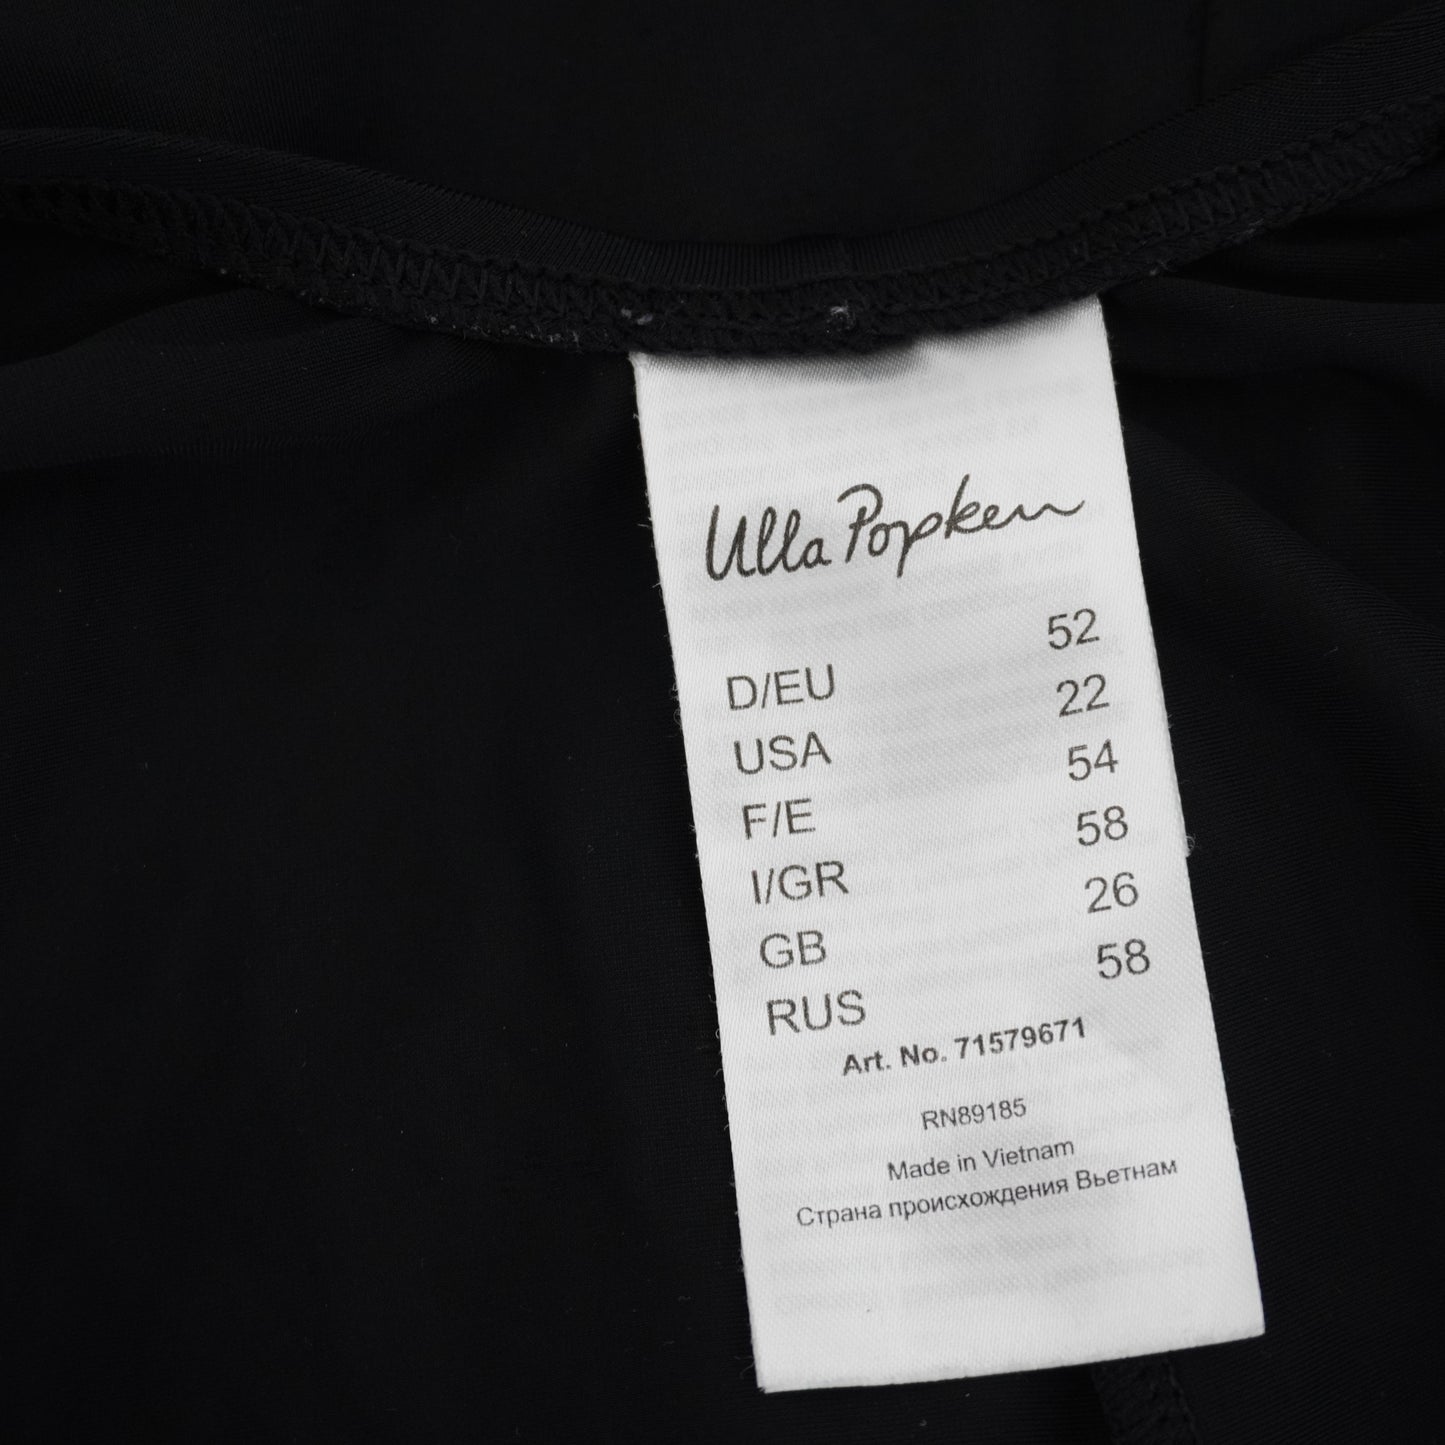 Ulla Popken
D/EU 52
USA 22
F/E 54
I/GR 58
GB 26
RUS 58
Art. No. 71579671
RN89185
Made in Vietnam
Страна происхождения Вьетнам